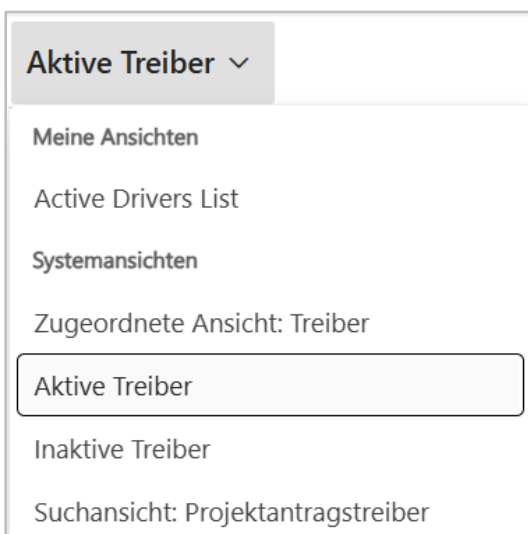 Aktive Treiber
Meine Ansichten
Active Drivers List
Systemansichten
Zugeordnete Ansicht: Treiber
Aktive Treiber
Inaktive Treiber
Suchansicht: Projektantragstreiber